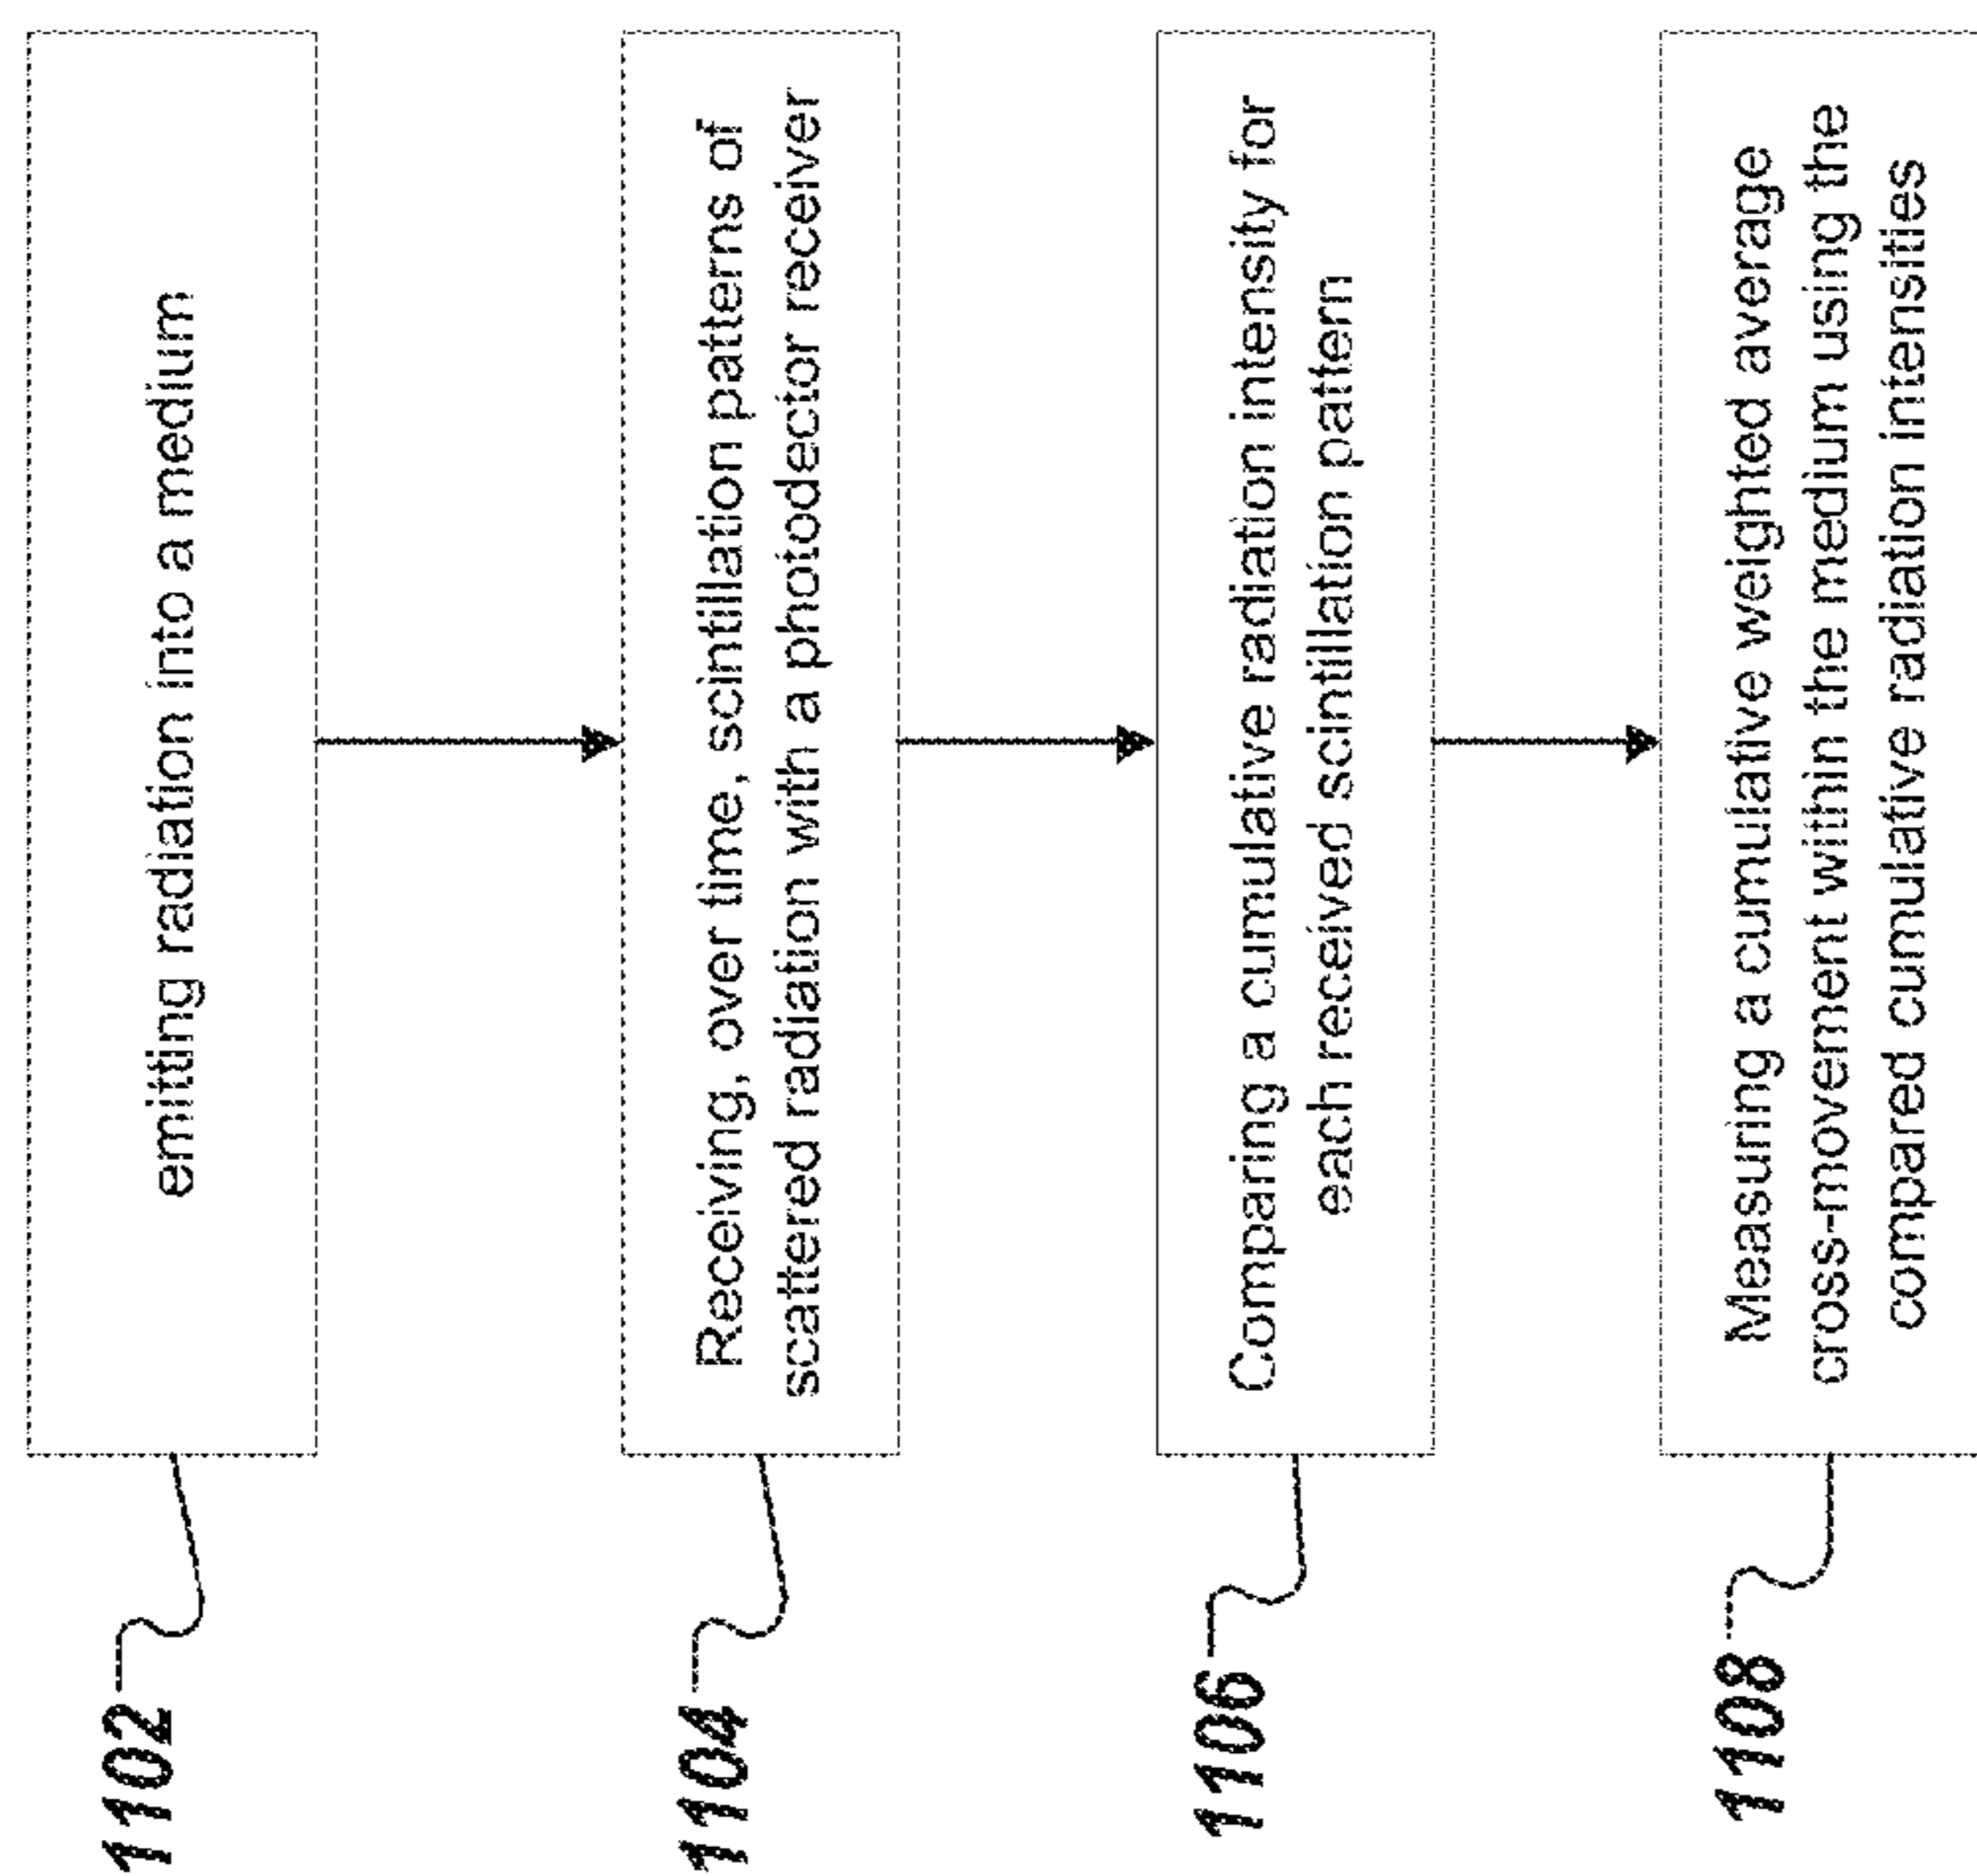 1102
emitting radiation into a medium
1104
Receiving, over time, scintillation patterns of
scattered radiation with a photodector receiver
1106
Comparing a cumulative radiation intensity for
each received scintillation pattern
1108
Measuring a cumulative weighted average
cross-movement within the medium using the
compared cumulative radiation intensities